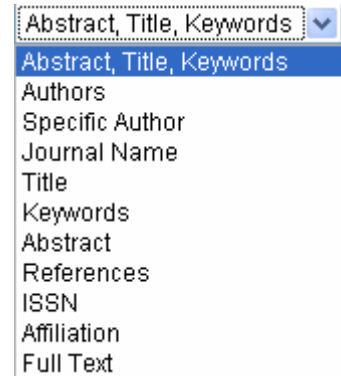 Abstract, Title, Keywords
Abstract, Title, Keywords
Authors
Specific Author
Journal Name
Title
Keywords
Abstract
References
ISSN
Affiliation
Full Text